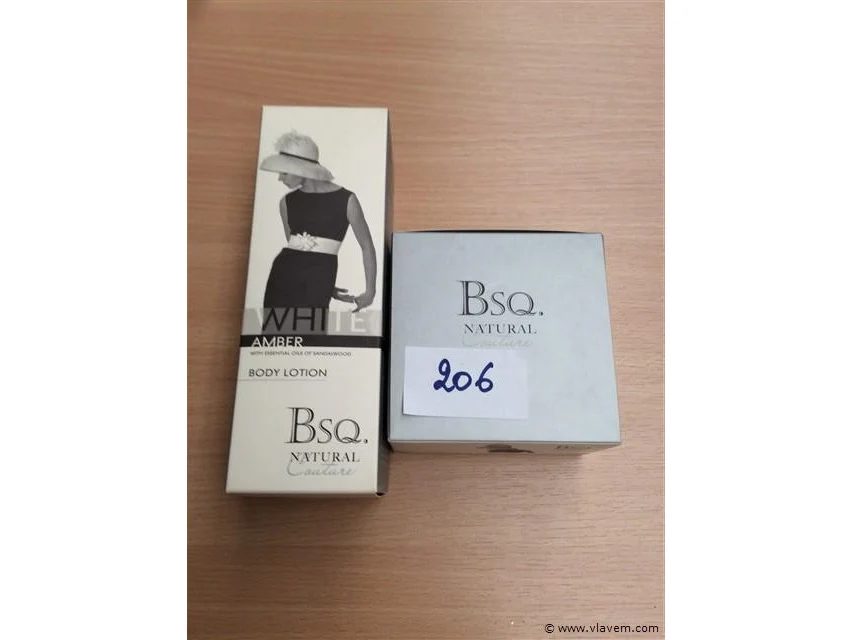 WHITE
AMBER
WITH ESSENTIAL OILS OF SANDALWOOD
BODY LOTION
BSQ.
NATURAL
Couture
BSQ.
NATURAL
Couture
206
© www.vlavem.com